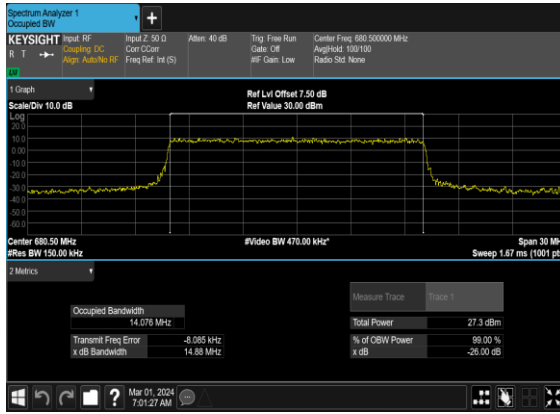 Spectrum Analyzer 1
Occupied BW
KEYSIGHT
R T
LW
Input: RF
Coupling: DC
Align: Auto/No RF
Input Z: 50 Ω
Corr CCorr
Freq Ref: Int (S)
Atten: 40 dB
Trig: Free Run
Gate: Off
#IF Gain: Low
Center Freq: 680.500000 MHz
Avg|Hold: 100/100
Radio Std: None
1 Graph
Scale/Div 10.0 dB
Ref Lvl Offset 7.50 dB
Ref Value 30.00 dBm
Log
20.0
10.0
0.00
-10.0
-20.0
-30.0
-40.0
-50.0
-60.0
Center 680.50 MHz
#Res BW 150.00 kHz
#Video BW 470.00 kHz*
Span 30 MH
Sweep 1.67 ms (1001 pt
2 Metrics
Measure Trace
Trace 1
Occupied Bandwidth
14.076 MHz
Total Power
27.3 dBm
Transmit Freq Error
-8.085 kHz
% of OBW Power
99.00 %
x dB Bandwidth
14.88 MHz
x dB
-26.00 dB
?
Mar 01, 2024
7:01:27 AM